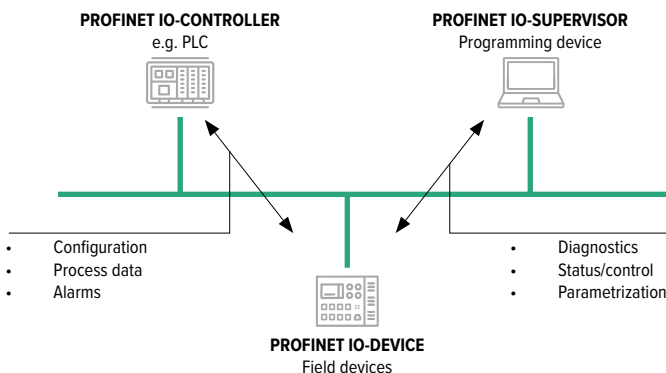 PROFINET IO-CONTROLLER
e.g. PLC
PROFINET IO-SUPERVISOR
Programming device
• Configuration
• Process data
• Alarms
• Diagnostics
• Status/control
• Parametrization
PROFINET IO-DEVICE
Field devices